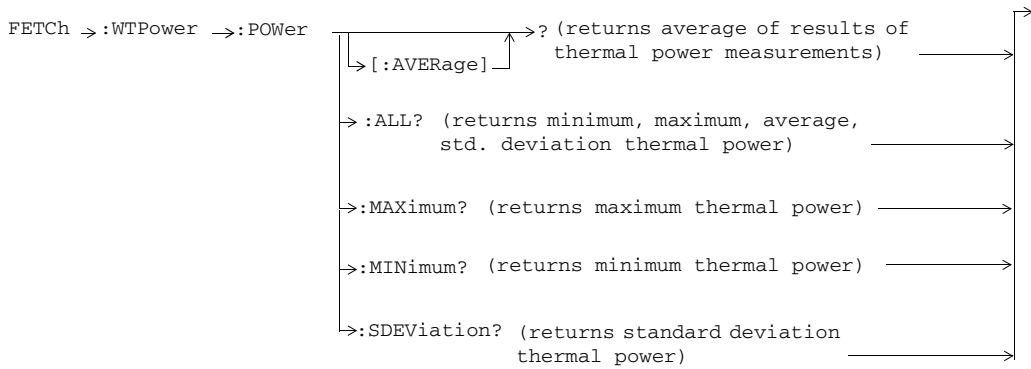 FETCh :WTPower :POWer ? (returns average of results of
thermal power measurements)
[:AVERage]
:ALL? (returns minimum, maximum, average,
std. deviation thermal power)
:MAXimum? (returns maximum thermal power)
:MINimum? (returns minimum thermal power)
:SDEViation? (returns standard deviation
thermal power)